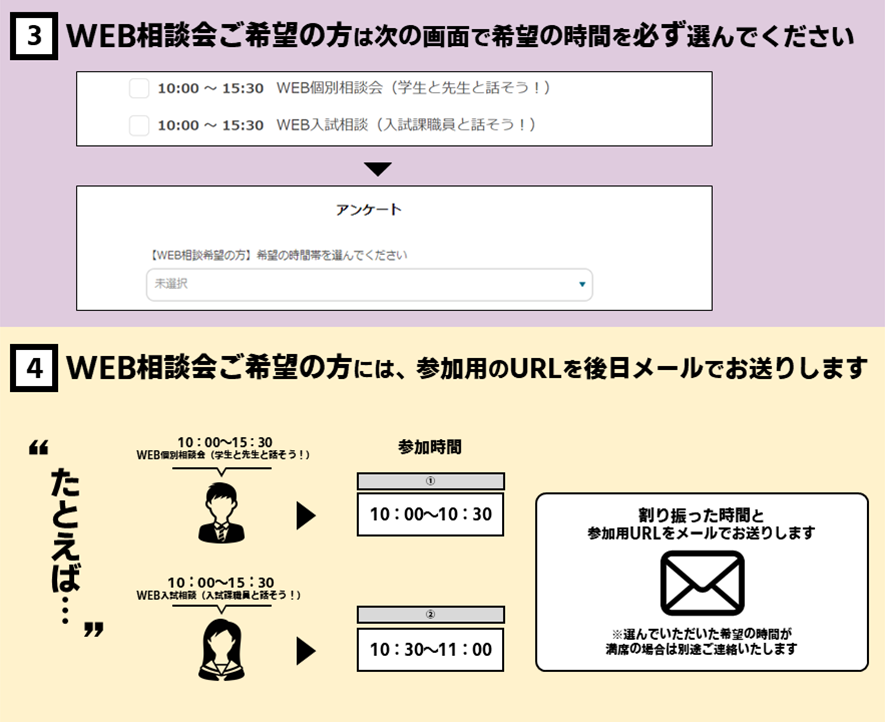 3 WEB相談会ご希望の方は次の画面で希望の時間を必ず選んでください
10:00 ～ 15:30 WEB個別相談会（学生と先生と話そう！）
10:00 ～ 15:30 WEB入試相談（入試課職員と話そう！）
アンケート
【WEB相談希望の方】希望の時間帯を選んでください
未選択
4 WEB相談会ご希望の方には、参加用のURLを後日メールでお送りします
“たとえば…”
10：00～15：30
WEB個別相談会（学生と先生と話そう！）
参加時間
①
10：00～10：30
10：00～15：30
WEB入試相談（入試課職員と話そう！）
②
10：30～11：00
割り振った時間と
参加用URLをメールでお送りします
※選んでいただいた希望の時間が
満席の場合は別途ご連絡いたします